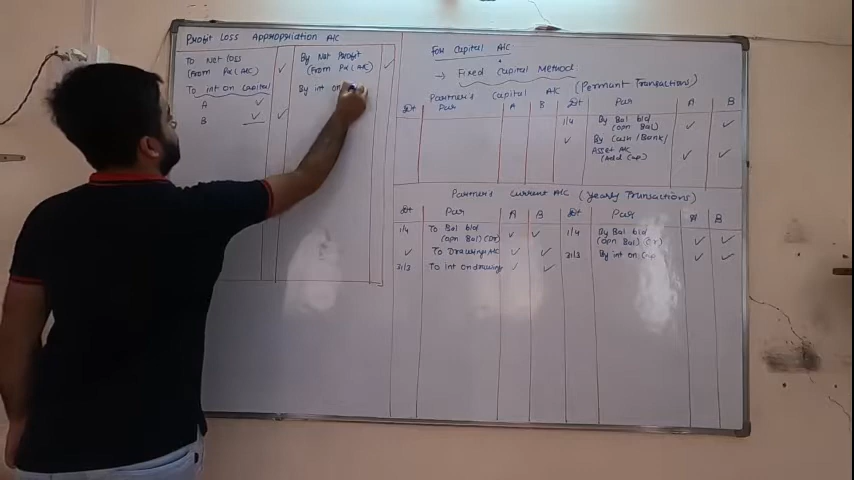 Profit Loss Appropriation A/c
To Net loss
(From P&L A/c)
To int on capital
A
B
By Net Profit
(From P&L A/c)
By int on
For Capital A/c
→ Fixed Capital Method
Partners Capital A/c (Permnant Transactions)
Dt Par A B Dt Par A B
1/4 By Bal b/d
(opn Bal)
By Cash/Bank/
Asset A/c
(Add Cap)
Partners Current A/c (Yearly Transactions)
Dt Par A B Dt Par A B
1/4 To Bal b/d
(opn Bal) (Dr)
To Drawings A/c
31/3 To int on drawings
1/4 By Bal b/d
(opn Bal) (Cr)
31/3 By int on Cap